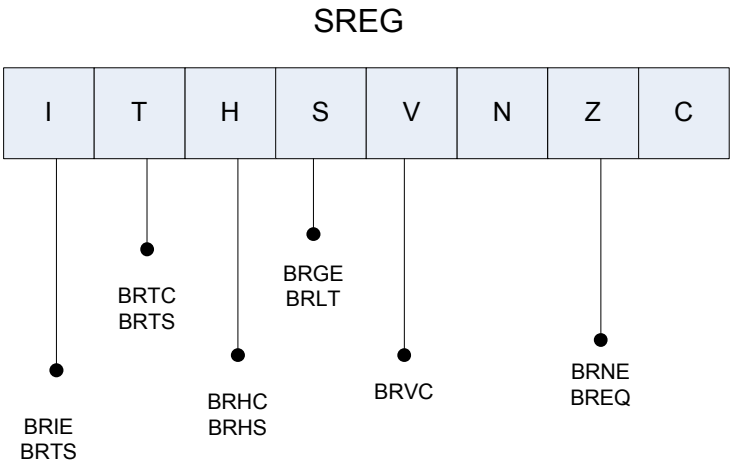 SREG
I T H S V N Z C
BRGE
BRLT
BRTC
BRTS
BRNE
BREQ
BRVC
BRHC
BRHS
BRIE
BRTS